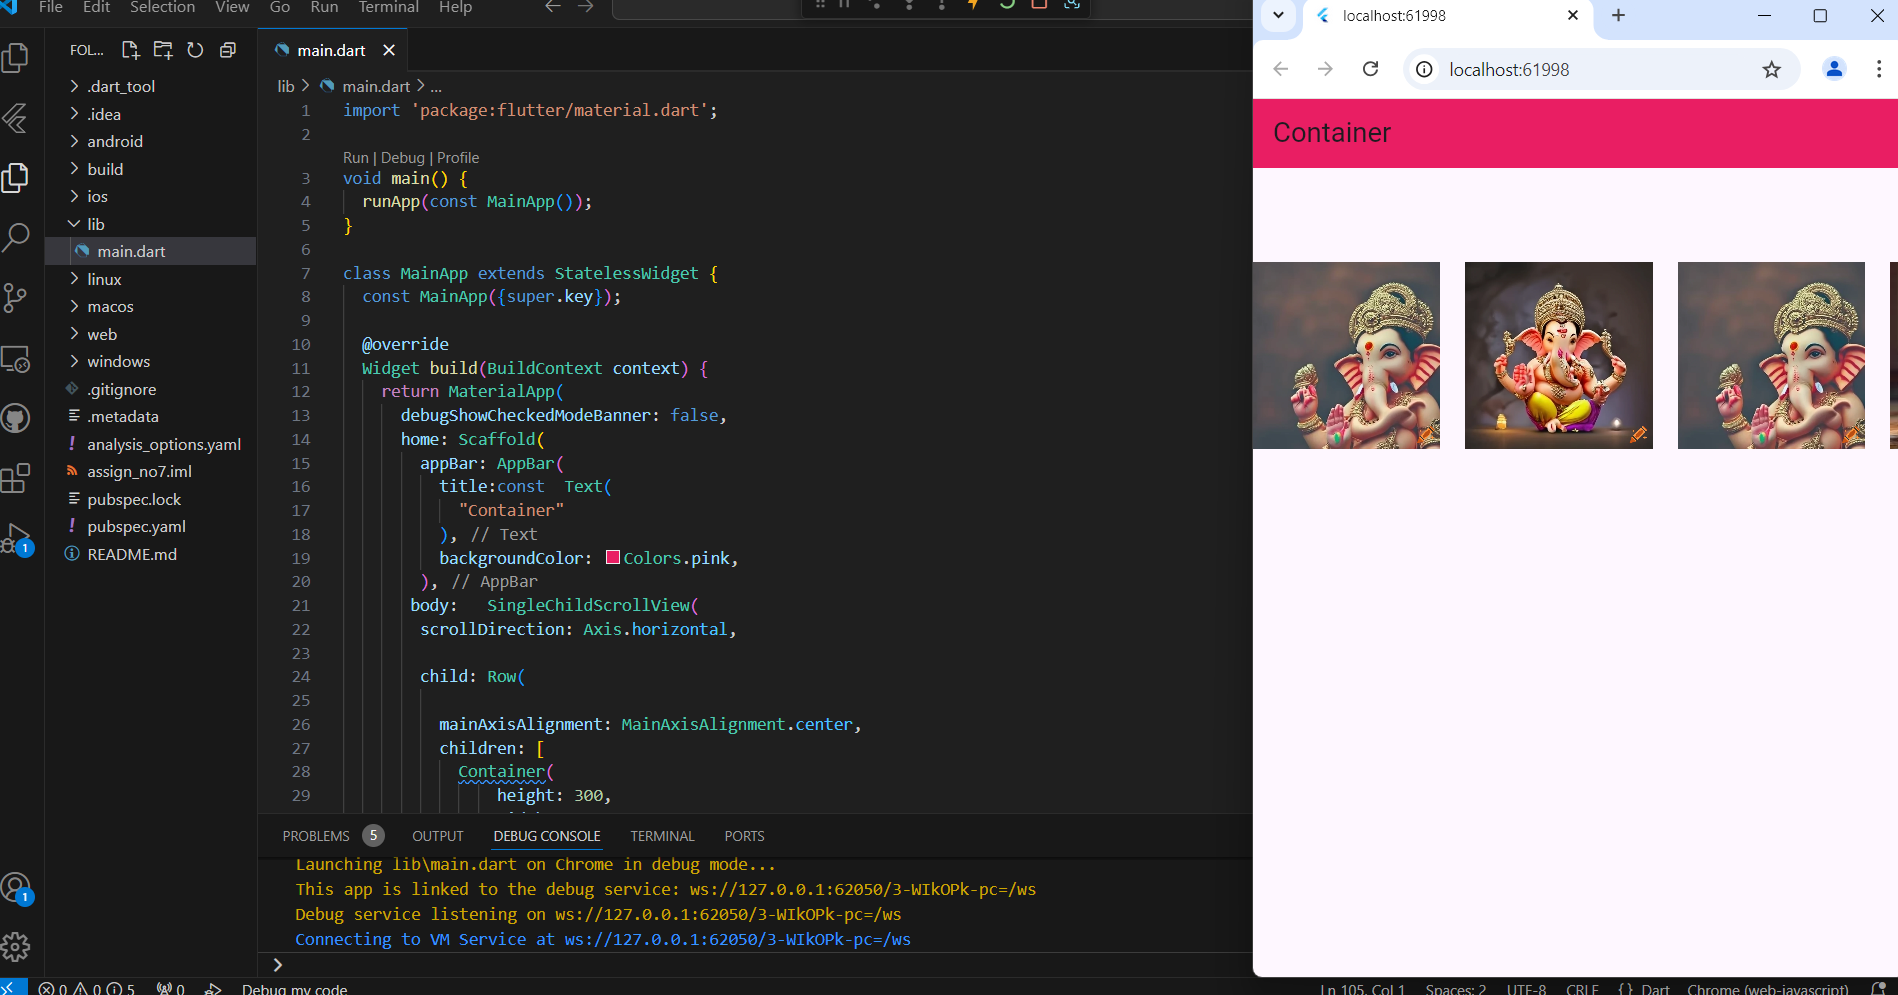 File Edit Selection View Go Run Terminal Help
FOL...
.dart_tool
.idea
android
build
ios
lib
main.dart
linux
macos
web
windows
.gitignore
.metadata
analysis_options.yaml
assign_no7.iml
pubspec.lock
pubspec.yaml
README.md
1
1
main.dart
lib > main.dart > ...
1 import 'package:flutter/material.dart';
2
Run | Debug | Profile
3 void main() {
4 runApp(const MainApp());
5 }
6
7 class MainApp extends StatelessWidget {
8 const MainApp({super.key});
9
10 @override
11 Widget build(BuildContext context) {
12 return MaterialApp(
13 debugShowCheckedModeBanner: false,
14 home: Scaffold(
15 appBar: AppBar(
16 title:const  Text(
17 "Container"
18 ), // Text
19 backgroundColor: Colors.pink,
20 ), // AppBar
21 body:   SingleChildScrollView(
22 scrollDirection: Axis.horizontal,
23
24 child: Row(
25
26 mainAxisAlignment: MainAxisAlignment.center,
27 children: [
28 Container(
29 height: 300,
PROBLEMS 5 OUTPUT DEBUG CONSOLE TERMINAL PORTS
Launching lib\main.dart on Chrome in debug mode...
This app is linked to the debug service: ws://127.0.0.1:62050/3-WIkOPk-pc=/ws
Debug service listening on ws://127.0.0.1:62050/3-WIkOPk-pc=/ws
Connecting to VM Service at ws://127.0.0.1:62050/3-WIkOPk-pc=/ws
>
0 0 5 0 Debug my code
Ln 105, Col 1 Spaces: 2 UTF-8 CRLF {} Dart Chrome (web-javascript)
localhost:61998
localhost:61998
Container